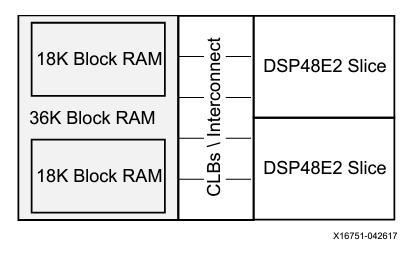 18K Block RAM
36K Block RAM
18K Block RAM
CLBs \ Interconnect
DSP48E2 Slice
DSP48E2 Slice
X16751-042617